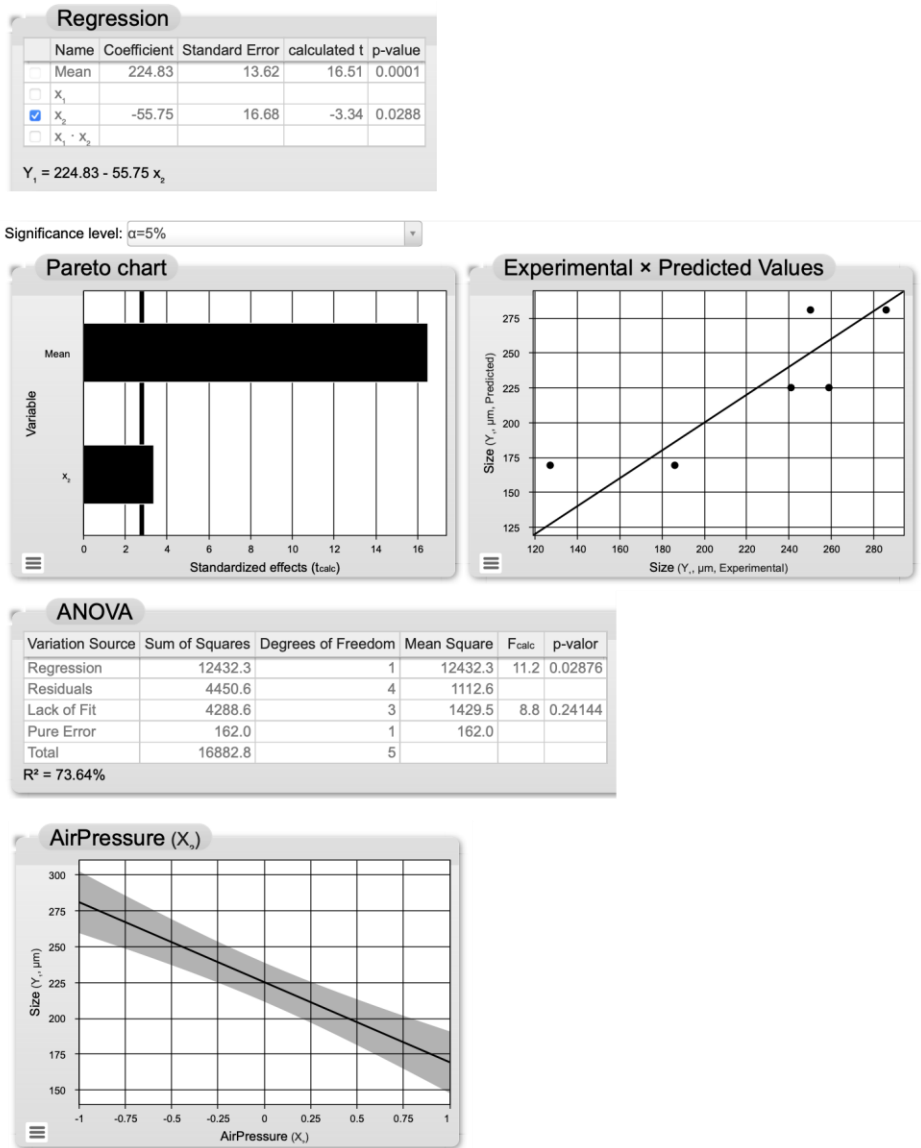 Regression
Name Coefficient Standard Error calculated t p-value
Mean 224.83 13.62 16.51 0.0001
x₁
x₂ -55.75 16.68 -3.34 0.0288
x₁ · x₂
Y₁ = 224.83 - 55.75 x₂
Significance level: α=5%
Pareto chart
Variable
Mean
x₂
0 2 4 6 8 10 12 14 16
Standardized effects (tcalc)
Experimental × Predicted Values
Size (Y₁, μm, Predicted)
275
250
225
200
175
150
125
120 140 160 180 200 220 240 260 280
Size (Y₁, μm, Experimental)
ANOVA
Variation Source Sum of Squares Degrees of Freedom Mean Square Fcalc p-valor
Regression 12432.3 1 12432.3 11.2 0.02876
Residuals 4450.6 4 1112.6
Lack of Fit 4288.6 3 1429.5 8.8 0.24144
Pure Error 162.0 1 162.0
Total 16882.8 5
R² = 73.64%
AirPressure (X₂)
Size (Y₁, μm)
300
275
250
225
200
175
150
-1 -0.75 -0.5 -0.25 0 0.25 0.5 0.75 1
AirPressure (X₂)